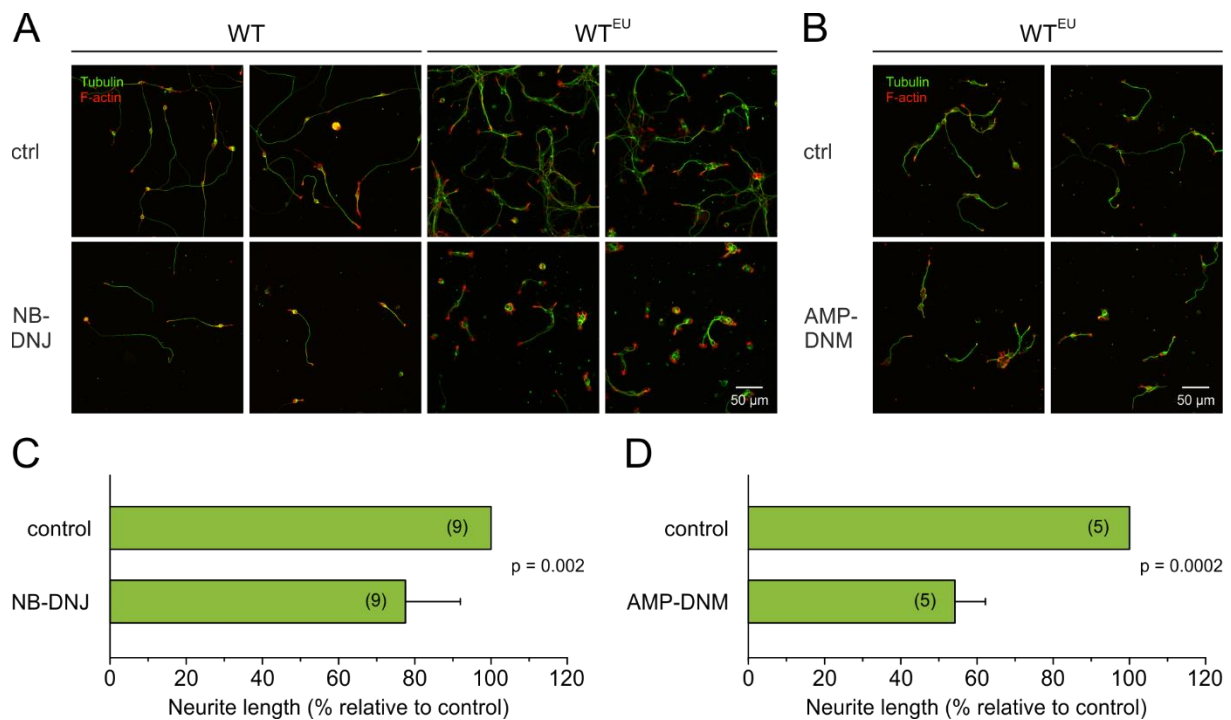 A
WT
WT^EU
B
WT^EU
Tubulin
F-actin
Tubulin
F-actin
ctrl
ctrl
NB-
DNJ
AMP-
DNM
50 µm
50 µm
C
control
(9)
p = 0.002
NB-DNJ
(9)
0 20 40 60 80 100 120
Neurite length (% relative to control)
D
control
(5)
p = 0.0002
AMP-DNM
(5)
0 20 40 60 80 100 120
Neurite length (% relative to control)